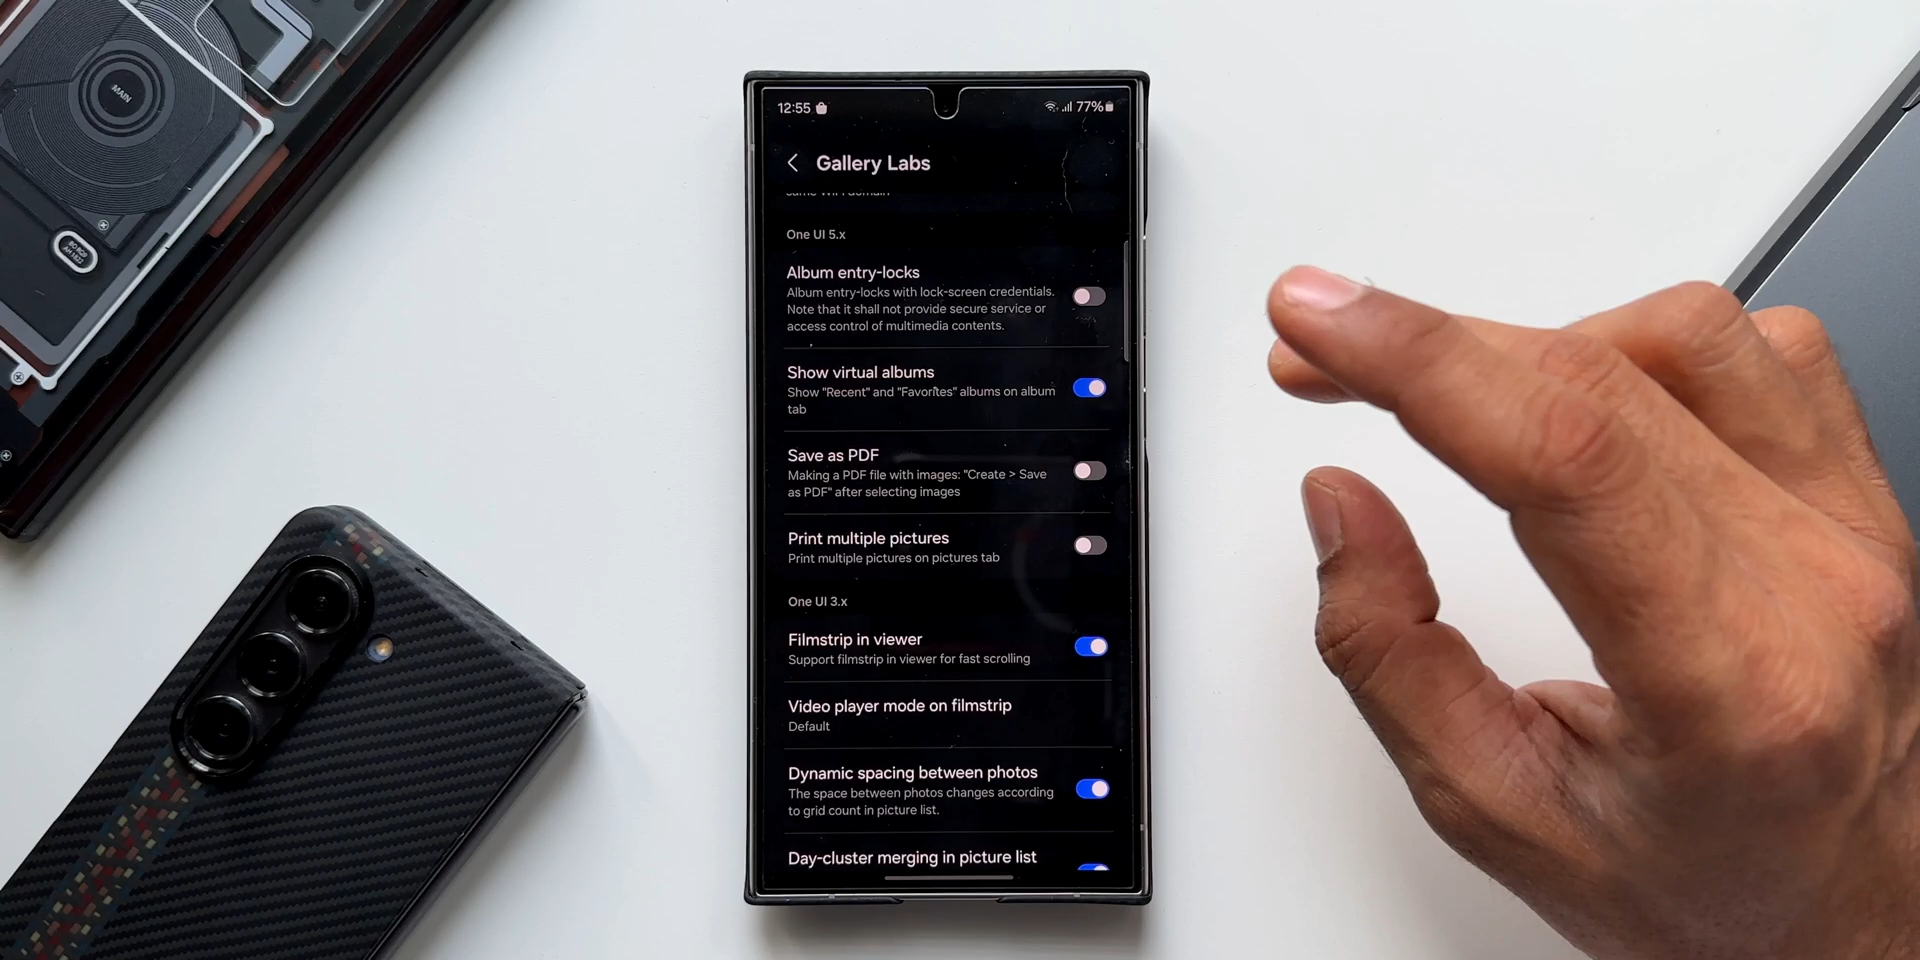 MAIN
12:55
77%
Gallery Labs
One UI 5.x
Album entry-locks
Album entry-locks with lock-screen credentials.
Note that it shall not provide secure service or
access control of multimedia contents.
Show virtual albums
Show "Recent" and "Favorites" albums on album
tab
Save as PDF
Making a PDF file with images: "Create > Save
as PDF" after selecting images
Print multiple pictures
Print multiple pictures on pictures tab
One UI 3.x
Filmstrip in viewer
Support filmstrip in viewer for fast scrolling
Video player mode on filmstrip
Default
Dynamic spacing between photos
The space between photos changes according
to grid count in picture list.
Day-cluster merging in picture list